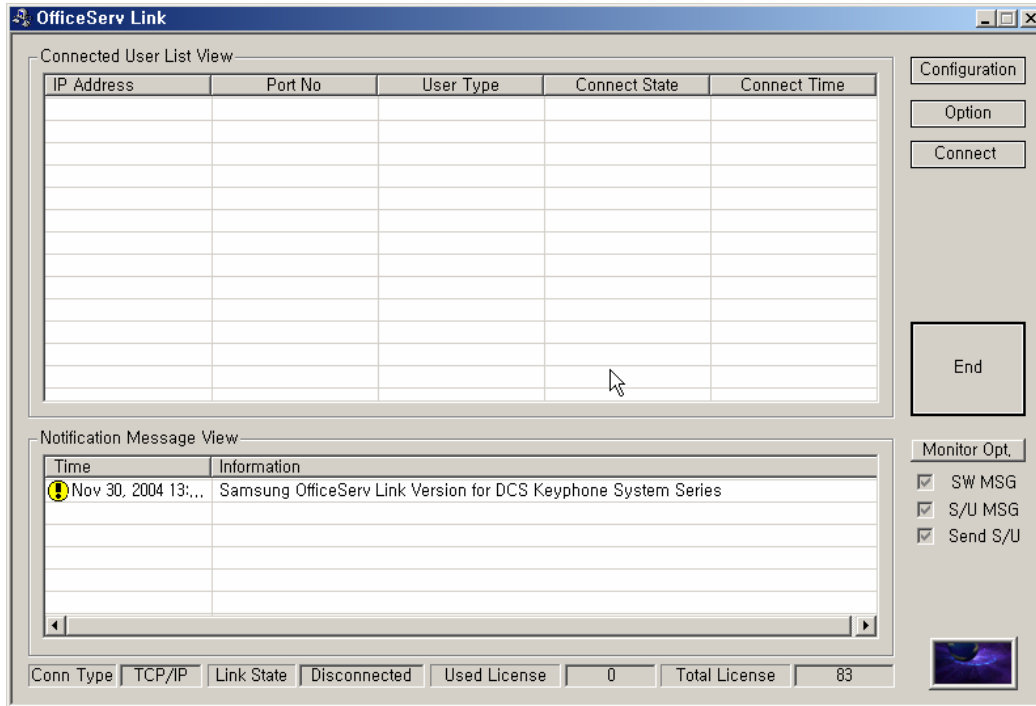 OfficeServ Link
Connected User List View
IP Address Port No User Type Connect State Connect Time
Configuration
Option
Connect
End
Notification Message View
Time Information
Nov 30, 2004 13:... Samsung OfficeServ Link Version for DCS Keyphone System Series
Monitor Opt,
SW MSG
S/U MSG
Send S/U
Conn Type TCP/IP Link State Disconnected Used License 0 Total License 83